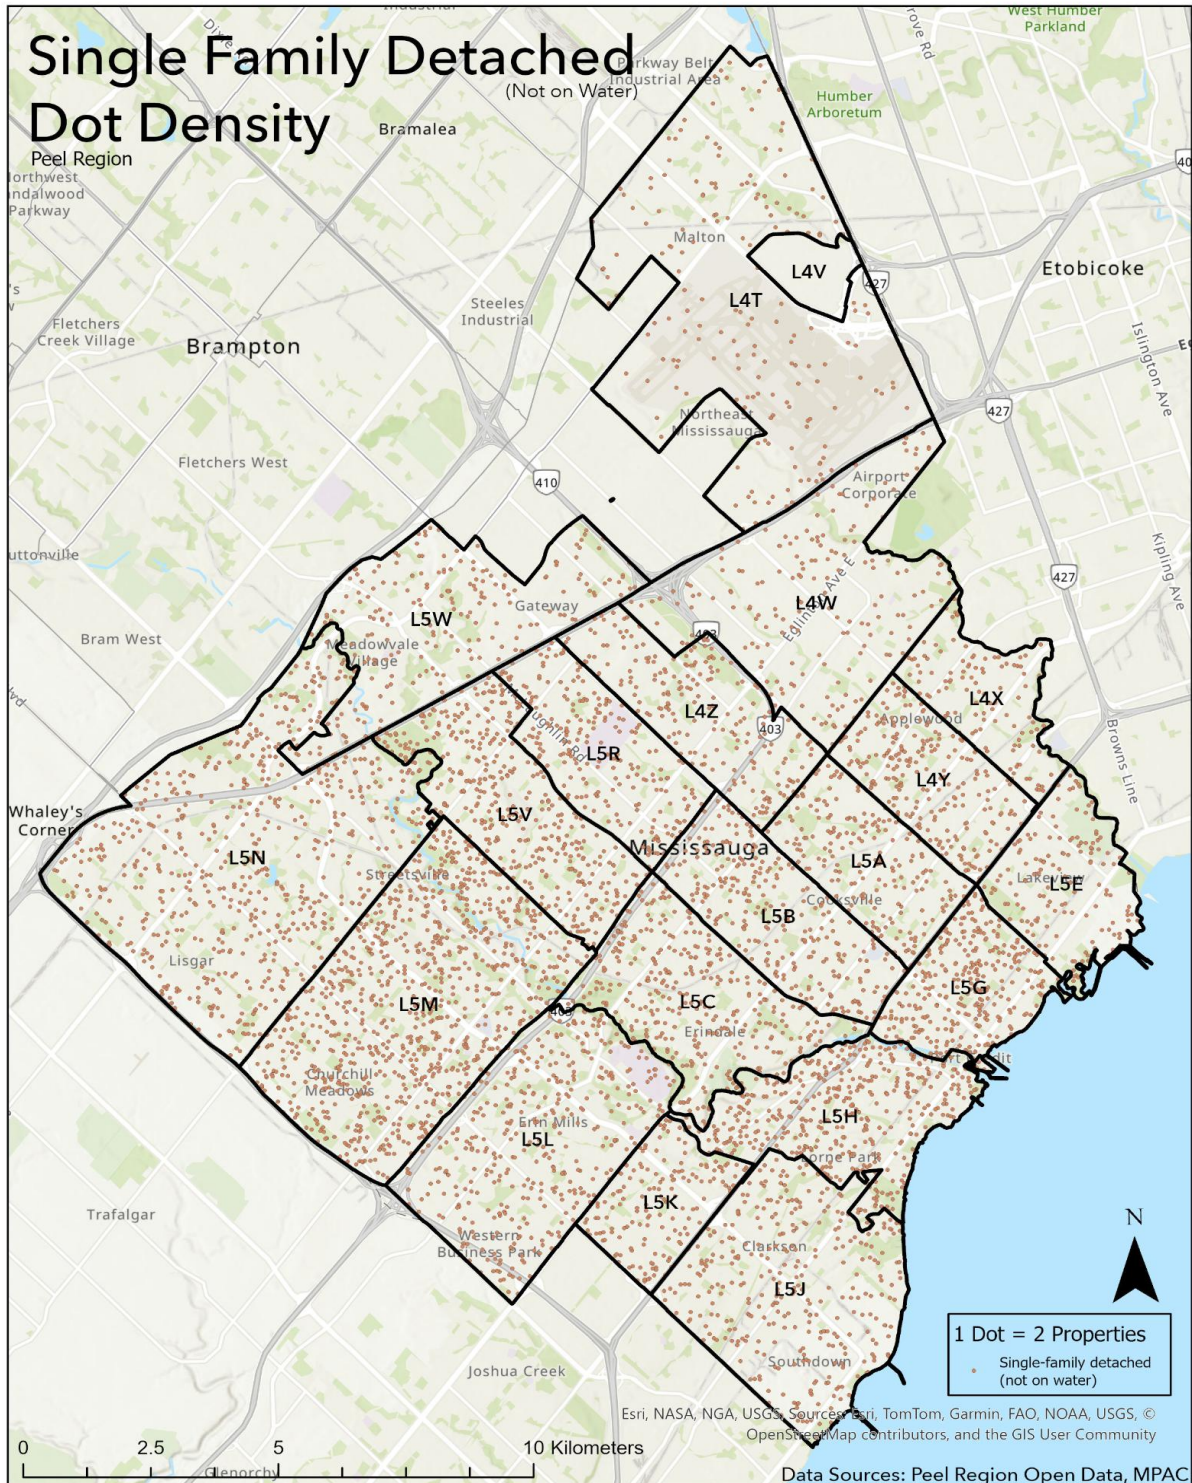 Industrial
West Humber
Parkland
Single Family Detached
(Not on Water)
Parkway Belt
Industrial Area
Dot Density
Peel Region
Bramalea
Humber
Arboretum
Malton
L4V
L4T
Etobicoke
427
Steeles
Industrial
Fletchers
Creek Village
Brampton
Islington Ave
427
Northeast
Mississauga
Fletchers West
410
Airport
Corporate
Kipling Ave
427
Eglinton Ave E
L4W
Gateway
L5W
Bram West
Meadowvale
Village
403
L4X
Applewood
L4Z
403
Browns Line
L5R
L4Y
Whaley's
Corner
L5V
Mississauga
L5N
L5A
Streetsville
Lakeview
L5E
Cooksville
L5B
Lisgar
L5G
L5M
L5C
403
Erindale
Churchill
Meadows
L5H
Erin Mills
L5L
Lorne Park
L5K
Trafalgar
Western
Business Park
Clarkson
N
L5J
1 Dot = 2 Properties
Single-family detached
(not on water)
Southdown
Joshua Creek
Esri, NASA, NGA, USGS, Sources: Esri, TomTom, Garmin, FAO, NOAA, USGS, ©
OpenStreetMap contributors, and the GIS User Community
0 2.5 5 10 Kilometers
Glenorchy
Data Sources: Peel Region Open Data, MPAC